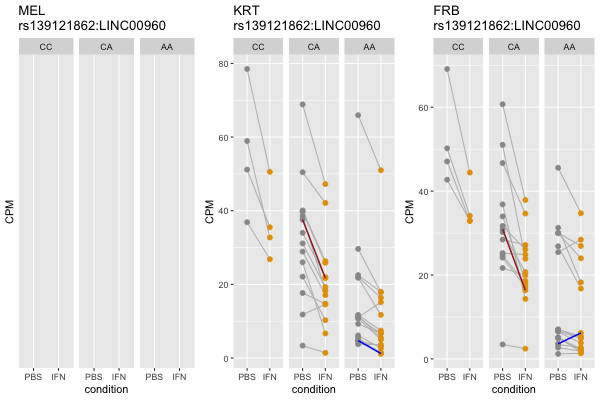 MEL
rs139121862:LINC00960
CC CA AA
CPM
PBS IFN PBS IFN PBS IFN
condition
KRT
rs139121862:LINC00960
CC CA AA
80
60
40
20
0
CPM
PBS IFN PBS IFN PBS IFN
condition
FRB
rs139121862:LINC00960
CC CA AA
60
40
20
0
CPM
PBS IFN PBS IFN PBS IFN
condition